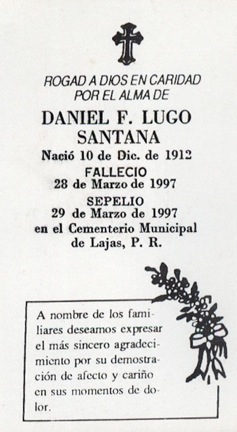 ROGAD A DIOS EN CARIDAD
POR EL ALMA DE
DANIEL F. LUGO
SANTANA
Nació 10 de Dic. de 1912
FALLECIO
28 de Marzo de 1997
SEPELIO
29 de Marzo de 1997
en el Cementerio Municipal
de Lajas, P. R.
A nombre de los fami-
liares deseamos expresar
el más sincero agradeci-
miento por su demostra-
ción de afecto y cariño
en sus momentos de do-
lor.